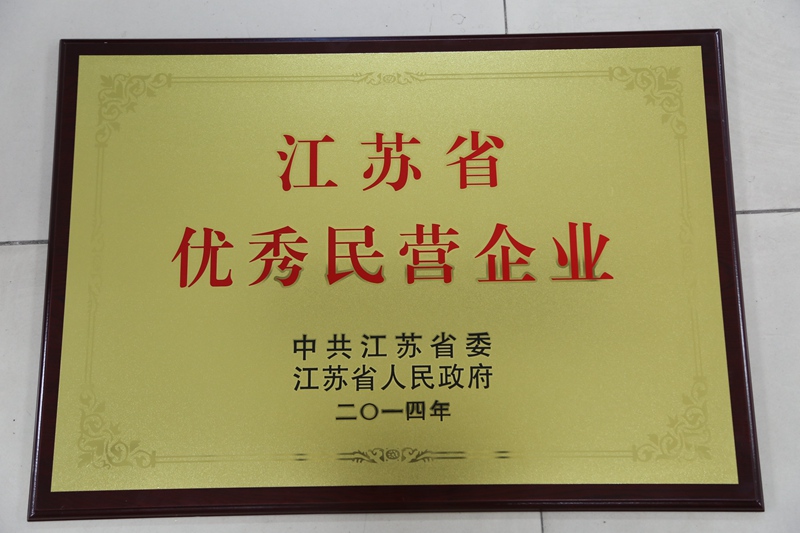 江苏省
优秀民营企业
中共江苏省委
江苏省人民政府
二〇一四年